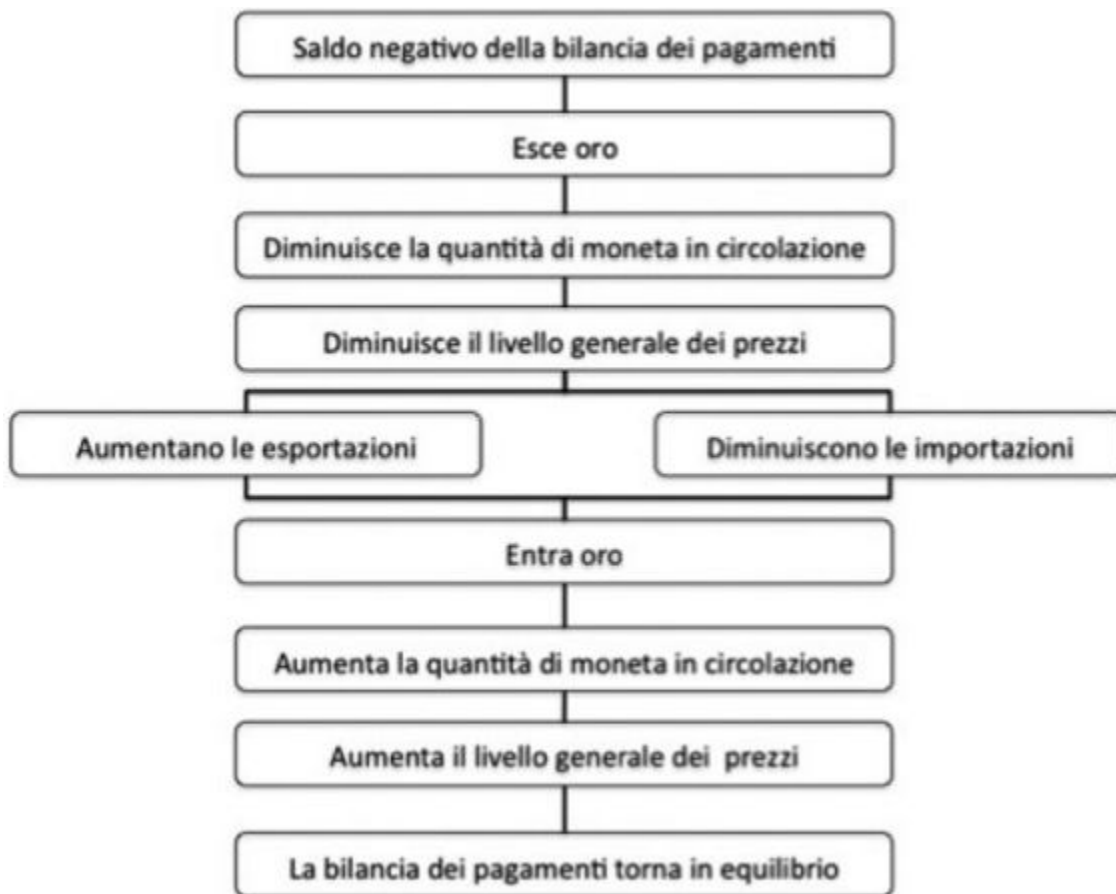 Saldo negativo della bilancia dei pagamenti
Esce oro
Diminuisce la quantità di moneta in circolazione
Diminuisce il livello generale dei prezzi
Aumentano le esportazioni
Diminuiscono le importazioni
Entra oro
Aumenta la quantità di moneta in circolazione
Aumenta il livello generale dei prezzi
La bilancia dei pagamenti torna in equilibrio